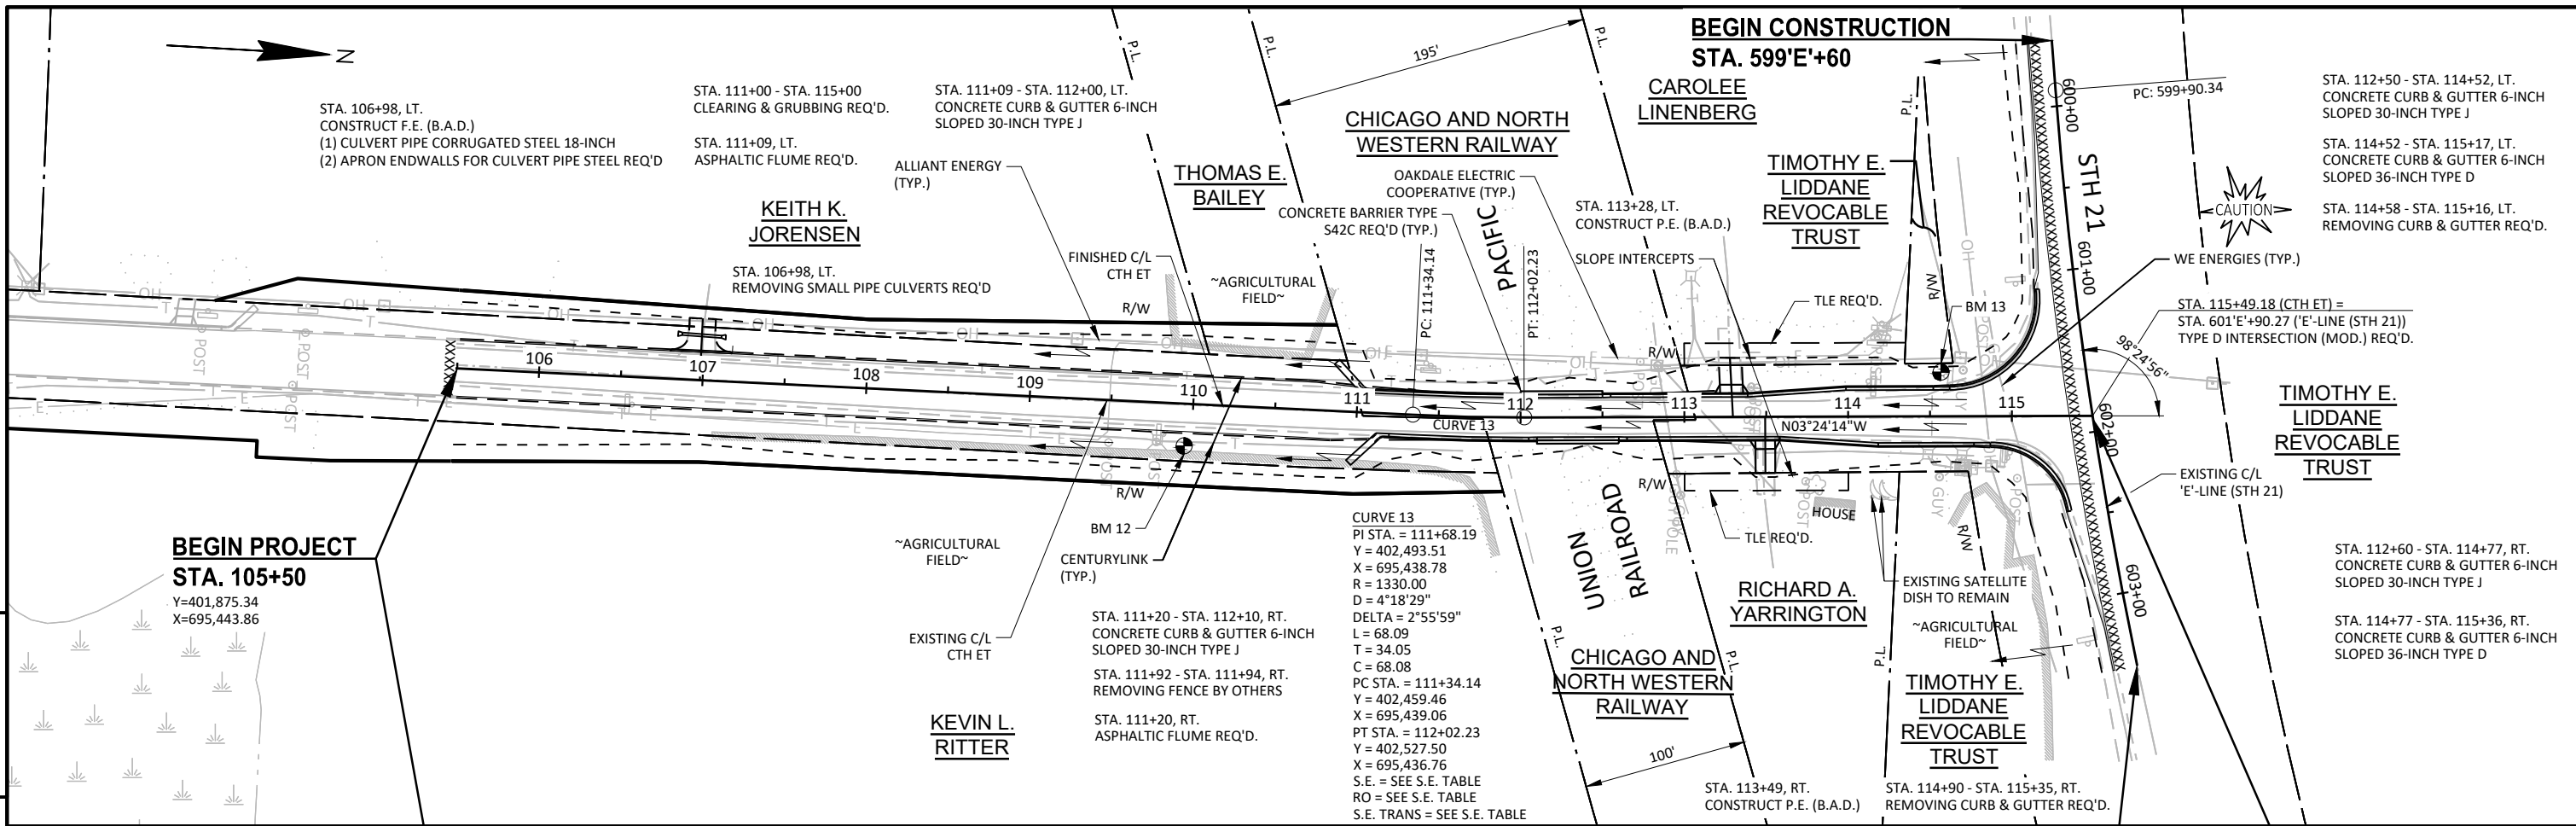 N
STA. 106+98, LT.
CONSTRUCT F.E. (B.A.D.)
(1) CULVERT PIPE CORRUGATED STEEL 18-INCH
(2) APRON ENDWALLS FOR CULVERT PIPE STEEL REQ'D
STA. 111+00 - STA. 115+00
CLEARING & GRUBBING REQ'D.
STA. 111+09, LT.
ASPHALTIC FLUME REQ'D.
STA. 111+09 - STA. 112+00, LT.
CONCRETE CURB & GUTTER 6-INCH
SLOPED 30-INCH TYPE J
ALLIANT ENERGY
(TYP.)
KEITH K.
JORENSEN
STA. 106+98, LT.
REMOVING SMALL PIPE CULVERTS REQ'D
FINISHED C/L
CTH ET
R/W
THOMAS E.
BAILEY
~AGRICULTURAL
FIELD~
P.L.
P.L.
195'
P.L.
CHICAGO AND NORTH
WESTERN RAILWAY
OAKDALE ELECTRIC
COOPERATIVE (TYP.)
CONCRETE BARRIER TYPE
S42C REQ'D (TYP.)
PC: 111+34.14
PACIFIC
PT: 112+02.23
BEGIN CONSTRUCTION
STA. 599'E'+60
CAROLEE
LINENBERG
STA. 113+28, LT.
CONSTRUCT P.E. (B.A.D.)
SLOPE INTERCEPTS
TIMOTHY E.
LIDDANE
REVOCABLE
TRUST
P.L.
R/W
TLE REQ'D.
R/W
BM 13
PC: 599+90.34
600+00
STH 21
601+00
602+00
603+00
CAUTION
STA. 112+50 - STA. 114+52, LT.
CONCRETE CURB & GUTTER 6-INCH
SLOPED 30-INCH TYPE J
STA. 114+52 - STA. 115+17, LT.
CONCRETE CURB & GUTTER 6-INCH
SLOPED 36-INCH TYPE D
STA. 114+58 - STA. 115+16, LT.
REMOVING CURB & GUTTER REQ'D.
WE ENERGIES (TYP.)
STA. 115+49.18 (CTH ET) =
STA. 601'E'+90.27 ('E'-LINE (STH 21))
TYPE D INTERSECTION (MOD.) REQ'D.
98°24'56"
TIMOTHY E.
LIDDANE
REVOCABLE
TRUST
EXISTING C/L
'E'-LINE (STH 21)
106
107
108
109
110
111
112
113
114
115
CURVE 13
N03°24'14"W
OH
OH
OH
OH
OH
OH
T
T
T
E
E
E
POST
POST
POST
POST
POST
POST
GUY
GUY
BEGIN PROJECT
STA. 105+50
Y=401,875.34
X=695,443.86
R/W
BM 12
CENTURYLINK
(TYP.)
~AGRICULTURAL
FIELD~
EXISTING C/L
CTH ET
KEVIN L.
RITTER
STA. 111+20 - STA. 112+10, RT.
CONCRETE CURB & GUTTER 6-INCH
SLOPED 30-INCH TYPE J
STA. 111+92 - STA. 111+94, RT.
REMOVING FENCE BY OTHERS
STA. 111+20, RT.
ASPHALTIC FLUME REQ'D.
CURVE 13
PI STA. = 111+68.19
Y = 402,493.51
X = 695,438.78
R = 1330.00
D = 4°18'29"
DELTA = 2°55'59"
L = 68.09
T = 34.05
C = 68.08
PC STA. = 111+34.14
Y = 402,459.46
X = 695,439.06
PT STA. = 112+02.23
Y = 402,527.50
X = 695,436.76
S.E. = SEE S.E. TABLE
RO = SEE S.E. TABLE
S.E. TRANS = SEE S.E. TABLE
UNION
RAILROAD
P.L.
P.L.
CHICAGO AND
NORTH WESTERN
RAILWAY
100'
R/W
TLE REQ'D.
HOUSE
RICHARD A.
YARRINGTON
EXISTING SATELLITE
DISH TO REMAIN
~AGRICULTURAL
FIELD~
R/W
P.L.
TIMOTHY E.
LIDDANE
REVOCABLE
TRUST
STA. 113+49, RT.
CONSTRUCT P.E. (B.A.D.)
STA. 114+90 - STA. 115+35, RT.
REMOVING CURB & GUTTER REQ'D.
STA. 112+60 - STA. 114+77, RT.
CONCRETE CURB & GUTTER 6-INCH
SLOPED 30-INCH TYPE J
STA. 114+77 - STA. 115+36, RT.
CONCRETE CURB & GUTTER 6-INCH
SLOPED 36-INCH TYPE D